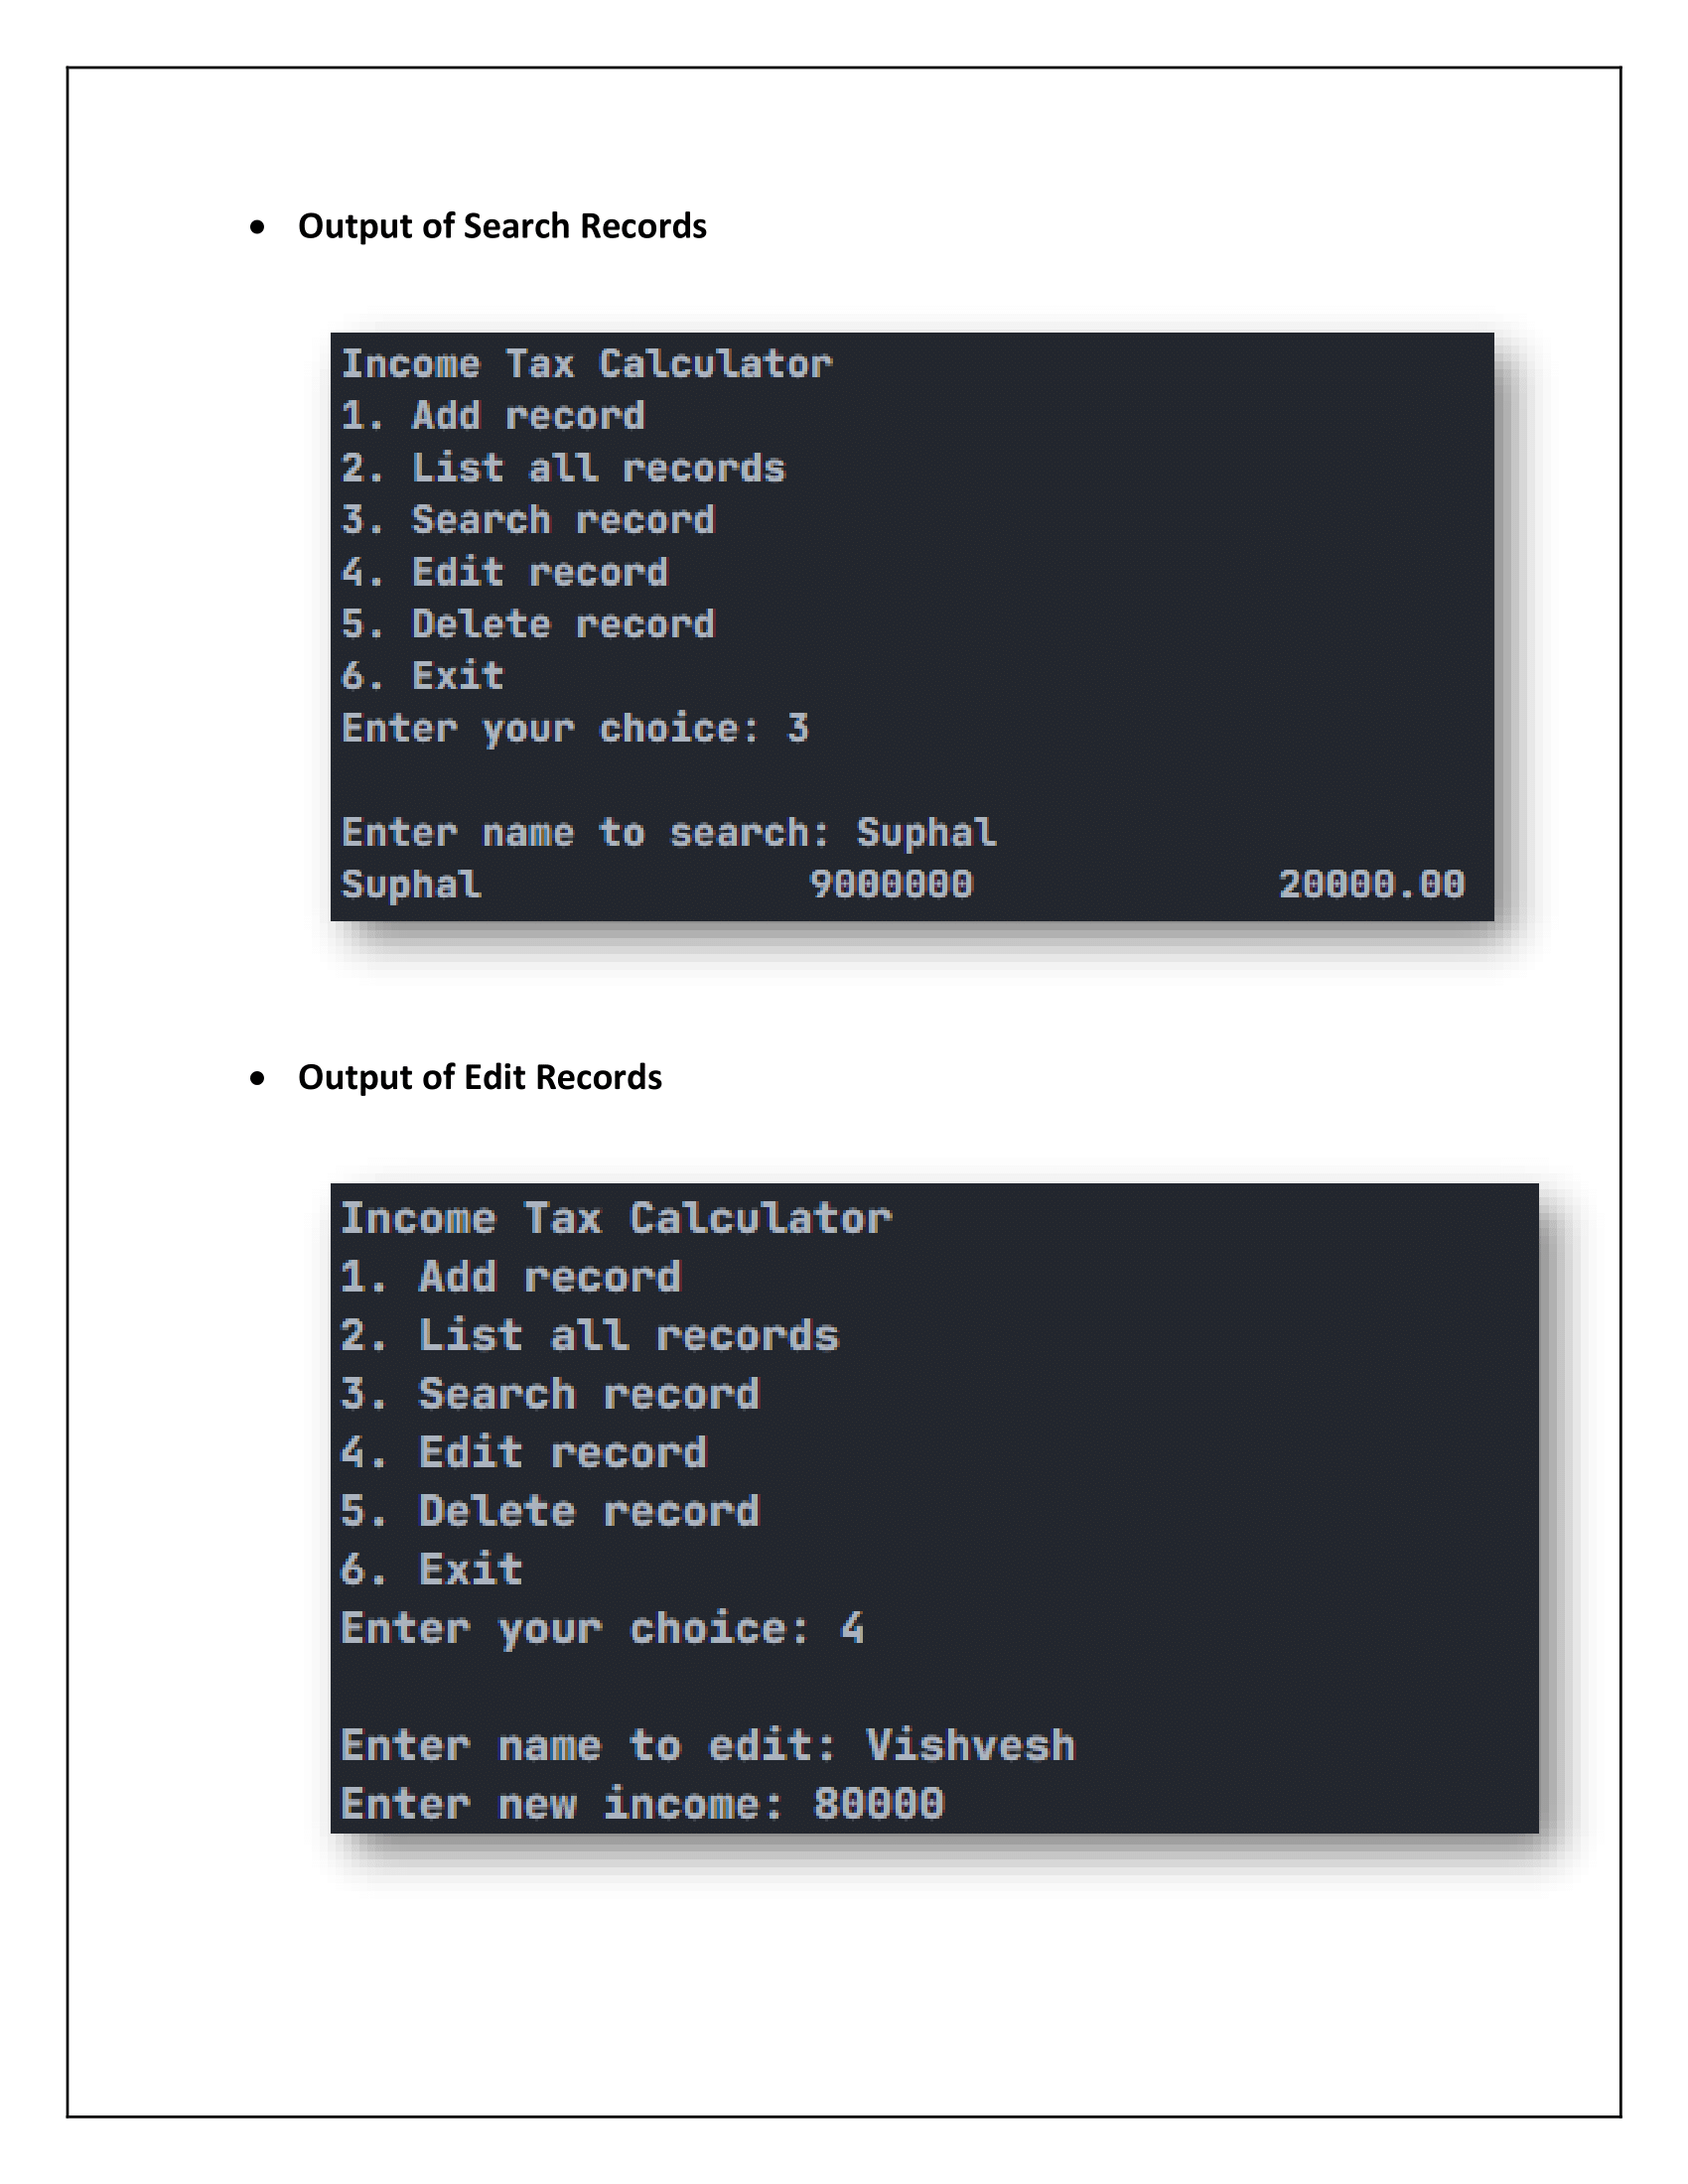 • Output of Search Records
Income Tax Calculator
1. Add record
2. List all records
3. Search record
4. Edit record
5. Delete record
6. Exit
Enter your choice: 3
Enter name to search: Suphal
Suphal 9000000 20000.00
• Output of Edit Records
Income Tax Calculator
1. Add record
2. List all records
3. Search record
4. Edit record
5. Delete record
6. Exit
Enter your choice: 4
Enter name to edit: Vishvesh
Enter new income: 80000